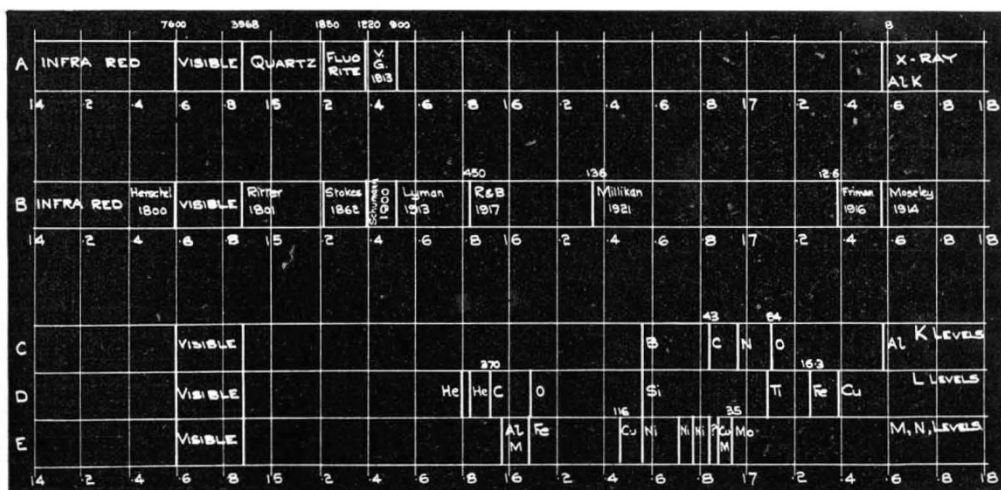 7600 3968 1850 1220 900 8
A INFRA RED VISIBLE QUARTZ FLUO RITE V. G. 1913 X-RAY Al K
14 .2 .4 .6 .8 15 .2 .4 .6 .8 16 .2 .4 .6 .8 17 .2 .4 .6 .8 18
450 136 12.6
B INFRA RED Herschel 1800 VISIBLE Ritter 1801 Stokes 1862 Schumann 1900 Lyman 1913 R&B 1917 Millikan 1921 Friman 1916 Moseley 1914
14 .2 .4 .6 .8 15 .2 .4 .6 .8 16 .2 .4 .6 .8 17 .2 .4 .6 .8 18
43 84
C VISIBLE B C N O Al K LEVELS
370 16.3
D VISIBLE He He C O Si Ti Fe Cu L LEVELS
116 35
E VISIBLE Al M Fe Cu Ni Ni Ni ? Cu M Mo M, N, LEVELS
14 .2 .4 .6 .8 15 .2 .4 .6 .8 16 .2 .4 .6 .8 17 .2 .4 .6 .8 18